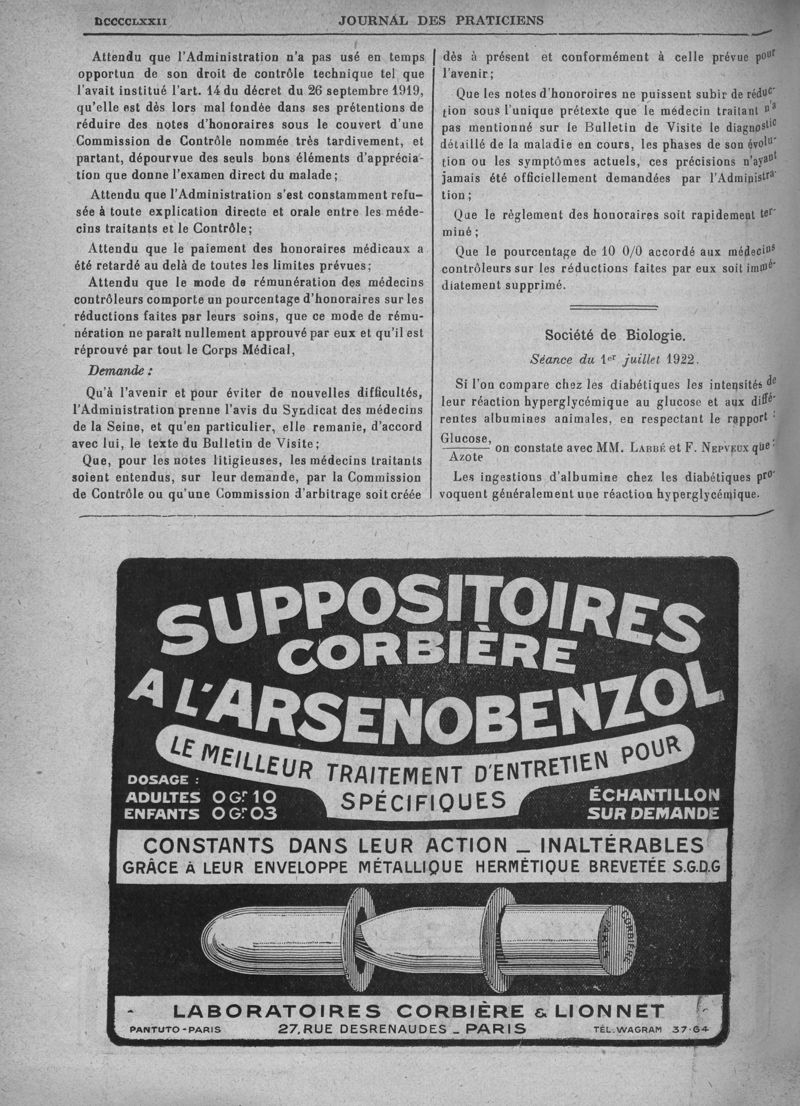 DCCCCLXXII
JOURNAL DES PRATICIENS
Attendu que l'Administration n'a pas usé en temps
opportun de son droit de contrôle technique tel que
l'avait institué l'art. 14 du décret du 26 septembre 1919,
qu'elle est dès lors mal fondée dans ses prétentions de
réduire des notes d'honoraires sous le couvert d'une
Commission de Contrôle nommée très tardivement, et
partant, dépourvue des seuls bons éléments d'apprécia-
tion que donne l'examen direct du malade;
Attendu que l'Administration s'est constamment refu-
sée à toute explication directe et orale entre les méde-
cins traitants et le Contrôle;
Attendu que le paiement des honoraires médicaux a
été retardé au delà de toutes les limites prévues;
Attendu que le mode de rémunération des médecins
contrôleurs comporte un pourcentage d'honoraires sur les
réductions faites par leurs soins, que ce mode de rému-
nération ne paraît nullement approuvé par eux et qu'il est
réprouvé par tout le Corps Médical,
Demande :
Qu'à l'avenir et pour éviter de nouvelles difficultés,
l'Administration prenne l'avis du Syndicat des médecins
de la Seine, et qu'en particulier, elle remanie, d'accord
avec lui, le texte du Bulletin de Visite;
Que, pour les notes litigieuses, les médecins traitants
soient entendus, sur leur demande, par la Commission
de Contrôle ou qu'une Commission d'arbitrage soit créée
dès à présent et conformément à celle prévue pour
l'avenir;
Que les notes d'honoroires ne puissent subir de réduc-
tion sous l'unique prétexte que le médecin traitant n'a
pas mentionné sur le Bulletin de Visite le diagnostic
détaillé de la maladie en cours, les phases de son évolu-
tion ou les symptômes actuels, ces précisions n'ayant
jamais été officiellement demandées par l'Administra-
tion;
Que le règlement des honoraires soit rapidement ter-
miné;
Que le pourcentage de 10 0/0 accordé aux médecins
contrôleurs sur les réductions faites par eux soit immé-
diatement supprimé.
Société de Biologie.
Séance du 1er juillet 1922.
Si l'on compare chez les diabétiques les intensités de
leur réaction hyperglycémique au glucose et aux diffé-
rentes albumines animales, en respectant le rapport :
Glucose,
Azote
on constate avec MM. LABBÉ et F. NEPVEUX que :
Les ingestions d'albumine chez les diabétiques pro-
voquent généralement une réaction hyperglycémique.
SUPPOSITOIRES
CORBIÈRE
A L'ARSENOBENZOL
LE MEILLEUR TRAITEMENT D'ENTRETIEN POUR
SPÉCIFIQUES
DOSAGE :
ADULTES 0 Gr 10
ENFANTS 0 Gr 03
ÉCHANTILLON
SUR DEMANDE
CONSTANTS DANS LEUR ACTION _ INALTÉRABLES
GRÂCE A LEUR ENVELOPPE MÉTALLIQUE HERMÉTIQUE BREVETÉE S.G.D.G
CORBIÈRE
PARIS
LABORATOIRES CORBIÈRE & LIONNET
PANTUTO-PARIS
27, RUE DESRENAUDES _ PARIS
TÉL. WAGRAM 37-64